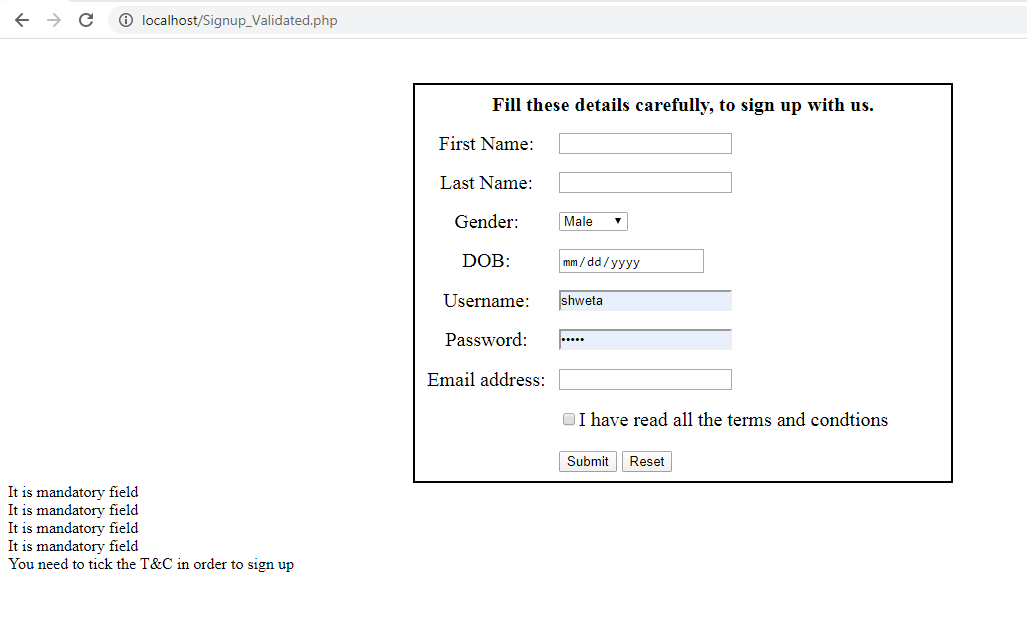 localhost/Signup_Validated.php
Fill these details carefully, to sign up with us.
First Name:
Last Name:
Gender: Male
DOB: mm/dd/yyyy
Username: shweta
Password: •••••
Email address:
I have read all the terms and condtions
Submit Reset
It is mandatory field
It is mandatory field
It is mandatory field
It is mandatory field
You need to tick the T&C in order to sign up